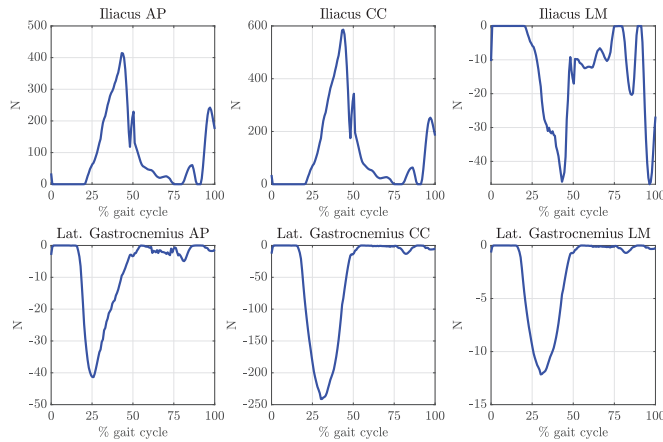 Iliacus AP
Iliacus CC
Iliacus LM
500
400
300
200
100
0
N
0 25 50 75 100
% gait cycle
600
400
200
0
N
0 25 50 75 100
% gait cycle
0
-10
-20
-30
-40
N
0 25 50 75 100
% gait cycle
Lat. Gastrocnemius AP
Lat. Gastrocnemius CC
Lat. Gastrocnemius LM
0
-10
-20
-30
-40
-50
N
0 25 50 75 100
% gait cycle
0
-50
-100
-150
-200
-250
N
0 25 50 75 100
% gait cycle
0
-5
-10
-15
N
0 25 50 75 100
% gait cycle